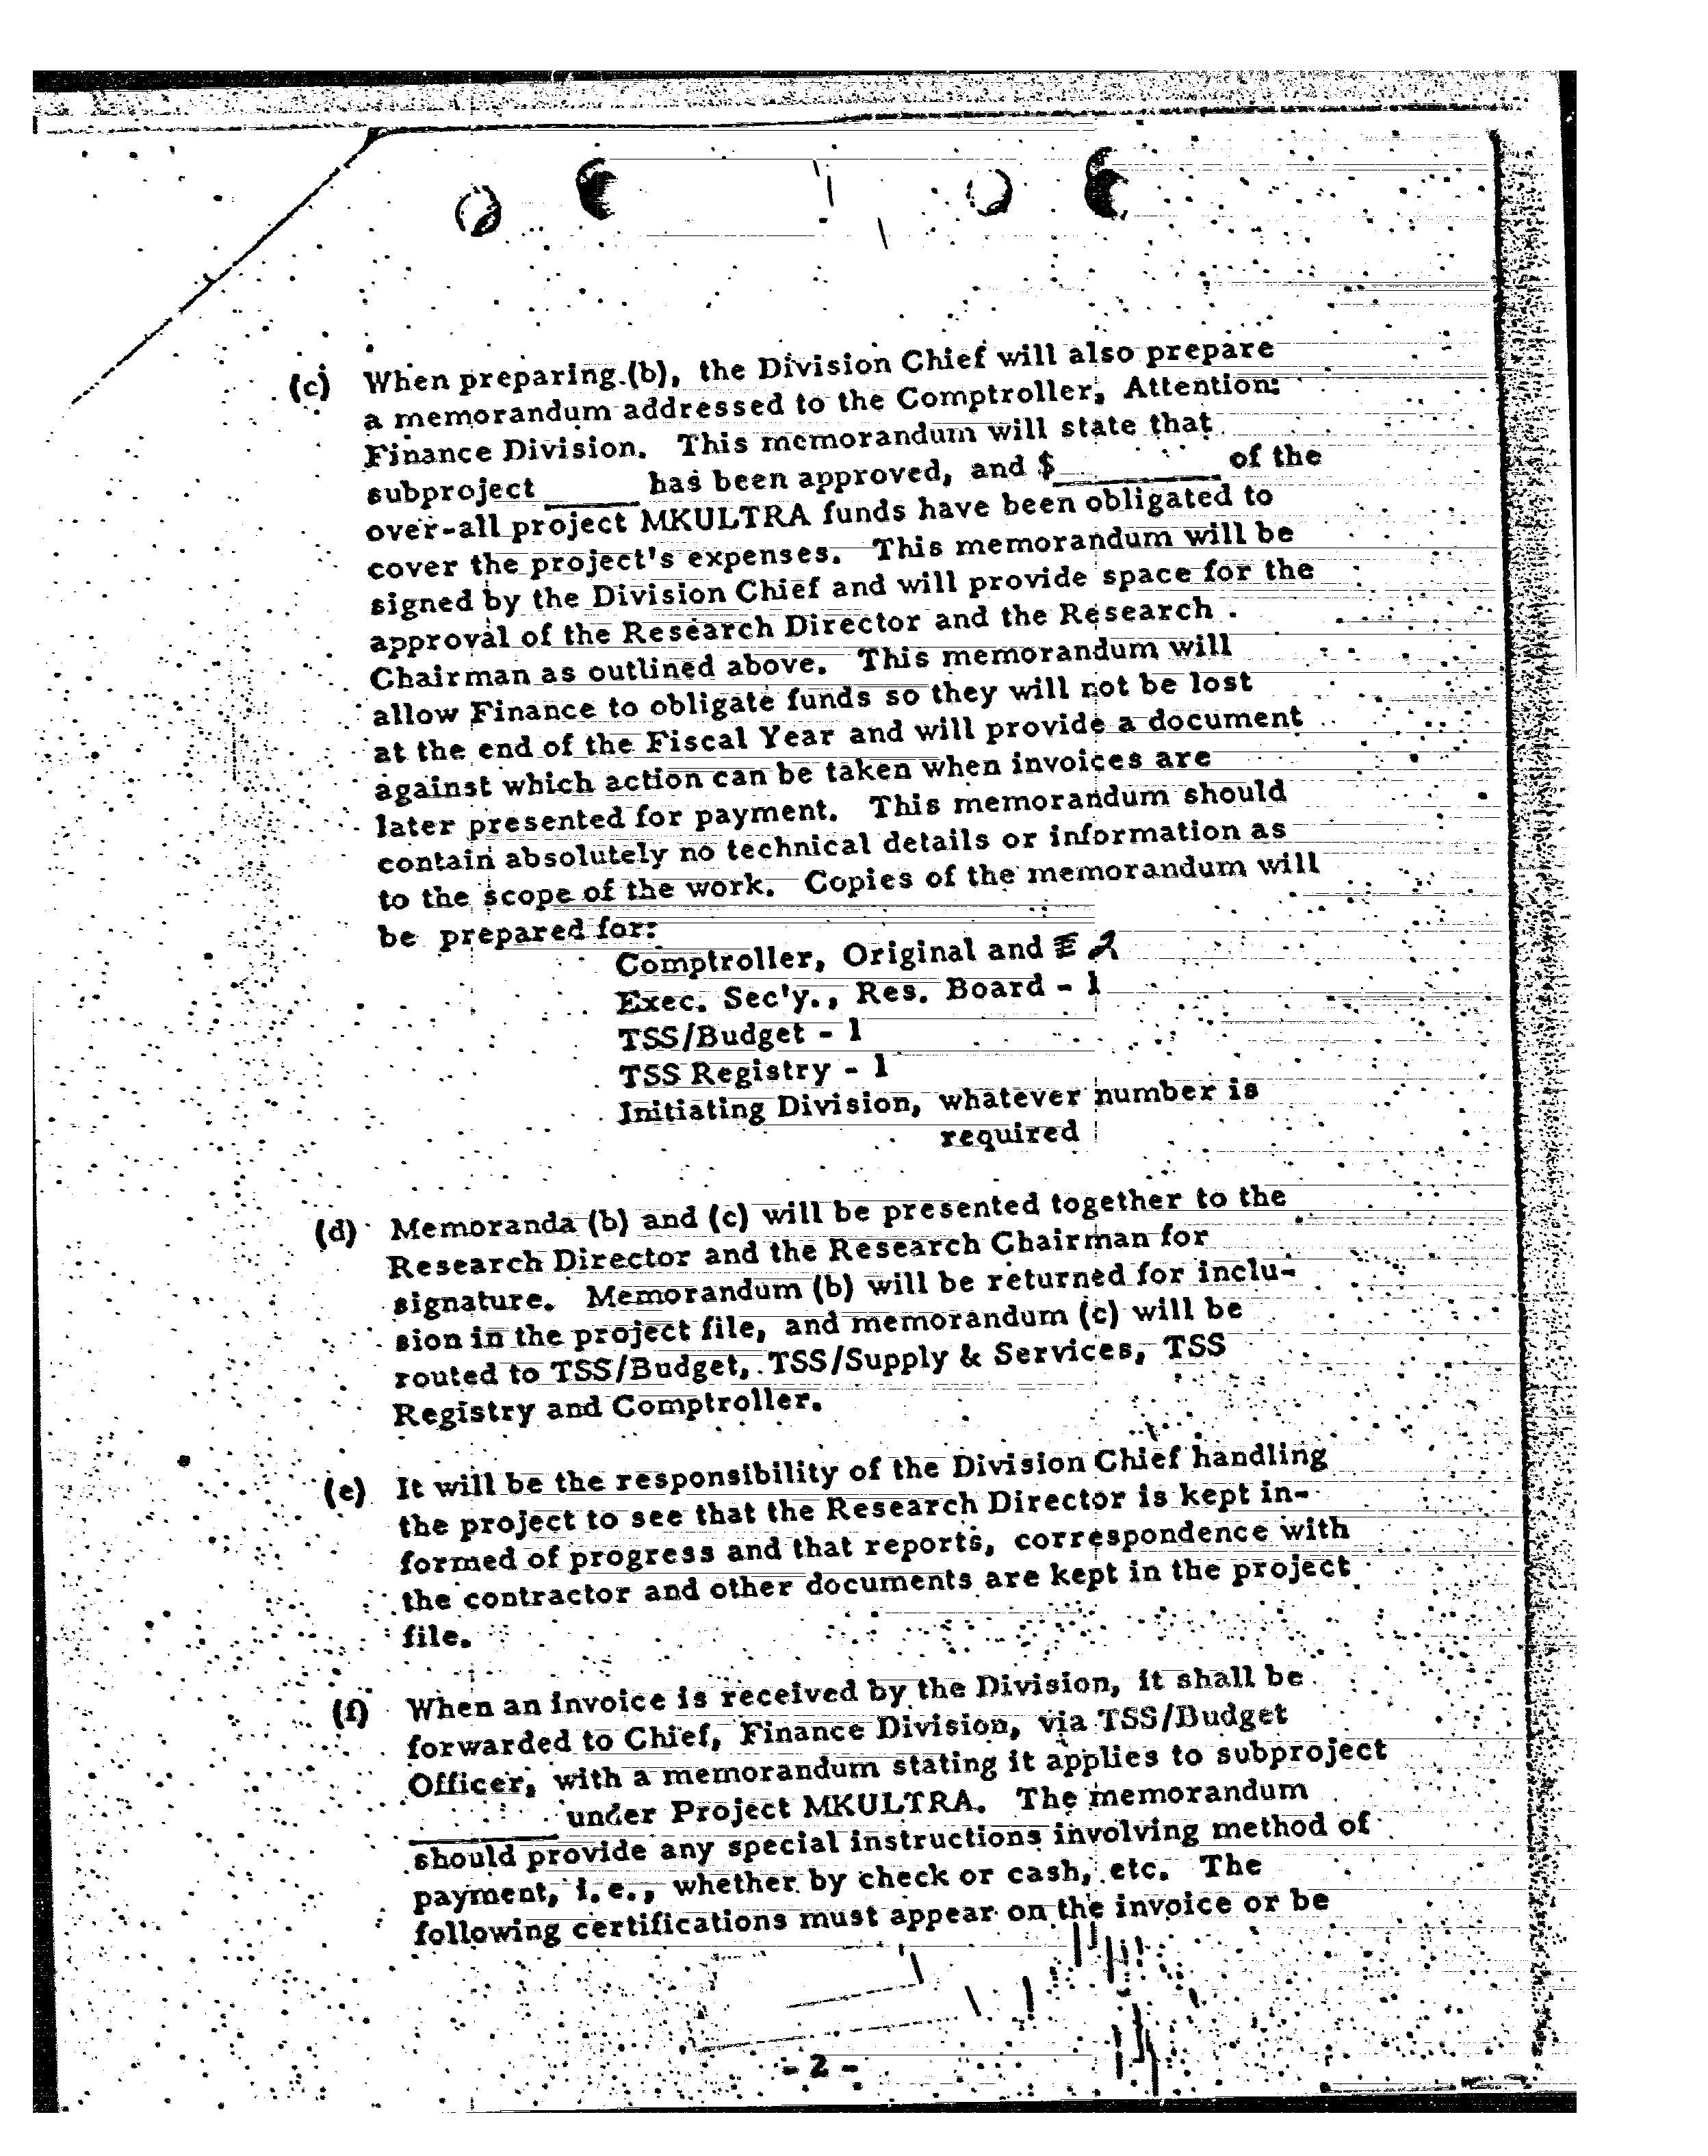 (c) When preparing (b), the Division Chief will also prepare
a memorandum addressed to the Comptroller, Attention:
Finance Division. This memorandum will state that
subproject ______ has been approved, and $__________ of the
over-all project MKULTRA funds have been obligated to
cover the project's expenses. This memorandum will be
signed by the Division Chief and will provide space for the
approval of the Research Director and the Research
Chairman as outlined above. This memorandum will
allow Finance to obligate funds so they will not be lost
at the end of the Fiscal Year and will provide a document
against which action can be taken when invoices are
later presented for payment. This memorandum should
contain absolutely no technical details or information as
to the scope of the work. Copies of the memorandum will
be prepared for:
Comptroller, Original and 2
Exec. Sec'y., Res. Board - 1
TSS/Budget - 1
TSS Registry - 1
Initiating Division, whatever number is
required
(d) Memoranda (b) and (c) will be presented together to the
Research Director and the Research Chairman for
signature. Memorandum (b) will be returned for inclu-
sion in the project file, and memorandum (c) will be
routed to TSS/Budget, TSS/Supply & Services, TSS
Registry and Comptroller.
(e) It will be the responsibility of the Division Chief handling
the project to see that the Research Director is kept in-
formed of progress and that reports, correspondence with
the contractor and other documents are kept in the project
file.
(f) When an invoice is received by the Division, it shall be
forwarded to Chief, Finance Division, via TSS/Budget
Officer, with a memorandum stating it applies to subproject
__________ under Project MKULTRA. The memorandum
should provide any special instructions involving method of
payment, i.e., whether by check or cash, etc. The
following certifications must appear on the invoice or be
- 2 -